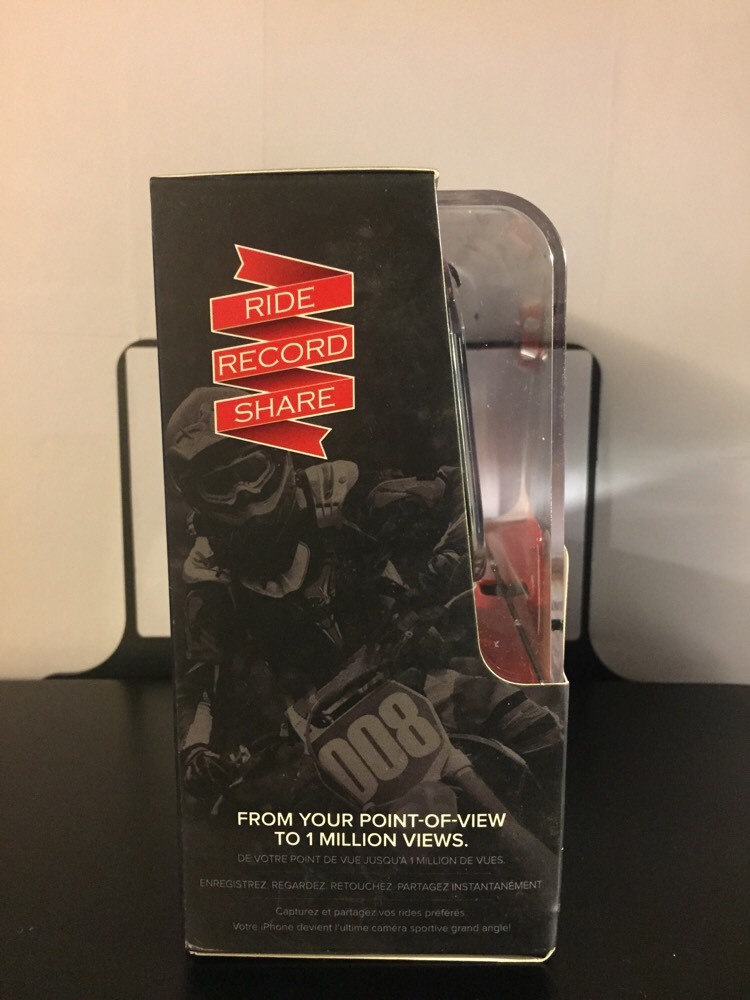 RIDE
RECORD
SHARE
008
FROM YOUR POINT-OF-VIEW
TO 1 MILLION VIEWS.
DE VOTRE POINT DE VUE JUSQU'À 1 MILLION DE VUES.
ENREGISTREZ. REGARDEZ. RETOUCHEZ. PARTAGEZ INSTANTANÉMENT.
Capturez et partagez vos rides préférés.
Votre iPhone devient l'ultime caméra sportive grand angle!